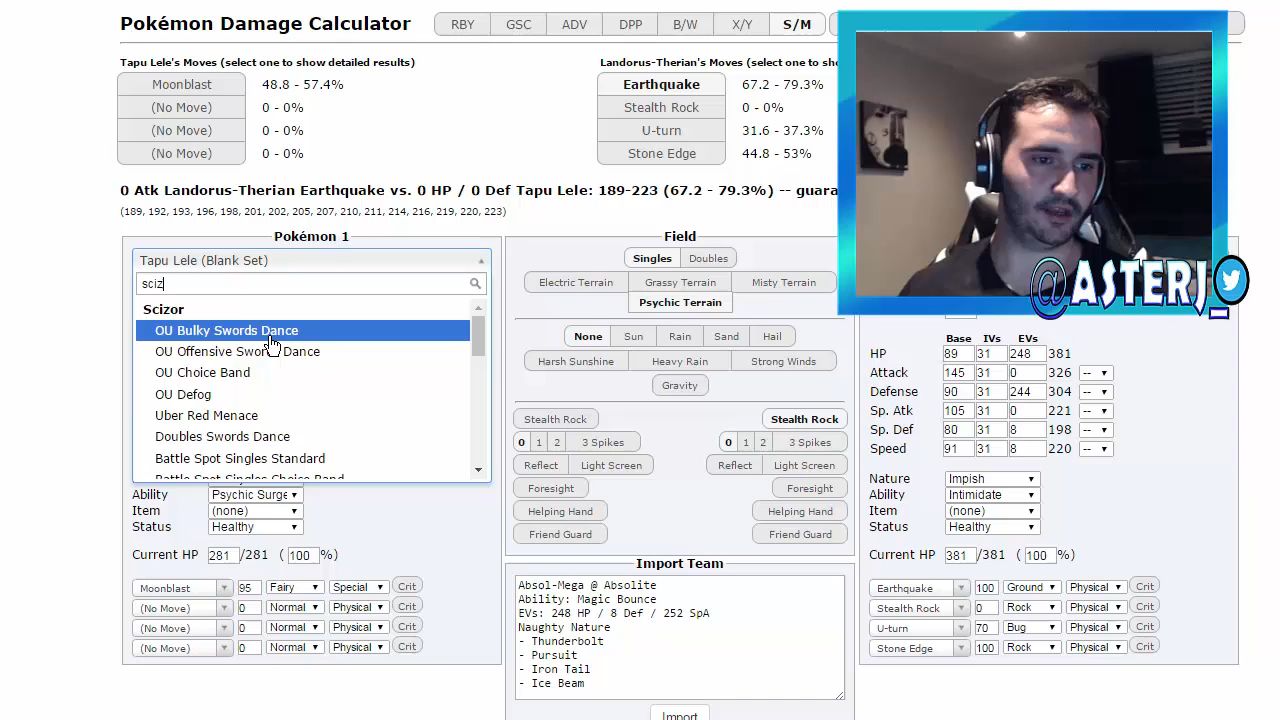 Pokémon Damage Calculator
RBY GSC ADV DPP B/W X/Y S/M
Tapu Lele's Moves (select one to show detailed results)
Moonblast 48.8 - 57.4%
(No Move) 0 - 0%
(No Move) 0 - 0%
(No Move) 0 - 0%
Landorus-Therian's Moves (select one to sho
Earthquake 67.2 - 79.3%
Stealth Rock 0 - 0%
U-turn 31.6 - 37.3%
Stone Edge 44.8 - 53%
0 Atk Landorus-Therian Earthquake vs. 0 HP / 0 Def Tapu Lele: 189-223 (67.2 - 79.3%) -- guara
(189, 192, 193, 196, 198, 201, 202, 205, 207, 210, 211, 214, 216, 219, 220, 223)
@ASTERJ_
Pokémon 1
Tapu Lele (Blank Set)
sciz
Scizor
OU Bulky Swords Dance
OU Offensive Swords Dance
OU Choice Band
OU Defog
Uber Red Menace
Doubles Swords Dance
Battle Spot Singles Standard
Battle Spot Singles Choice Band
Ability Psychic Surge
Item (none)
Status Healthy
Current HP 281 /281 ( 100 %)
Moonblast 95 Fairy Special Crit
(No Move) 0 Normal Physical Crit
(No Move) 0 Normal Physical Crit
(No Move) 0 Normal Physical Crit
Field
Singles Doubles
Electric Terrain Grassy Terrain Misty Terrain
Psychic Terrain
None Sun Rain Sand Hail
Harsh Sunshine Heavy Rain Strong Winds
Gravity
Stealth Rock Stealth Rock
0 1 2 3 Spikes 0 1 2 3 Spikes
Reflect Light Screen Reflect Light Screen
Foresight Foresight
Helping Hand Helping Hand
Friend Guard Friend Guard
Import Team
Absol-Mega @ Absolite
Ability: Magic Bounce
EVs: 248 HP / 8 Def / 252 SpA
Naughty Nature
- Thunderbolt
- Pursuit
- Iron Tail
- Ice Beam
Import
Base IVs EVs
HP 89 31 248 381
Attack 145 31 0 326 --
Defense 90 31 244 304 --
Sp. Atk 105 31 0 221 --
Sp. Def 80 31 8 198 --
Speed 91 31 8 220 --
Nature Impish
Ability Intimidate
Item (none)
Status Healthy
Current HP 381 /381 ( 100 %)
Earthquake 100 Ground Physical Crit
Stealth Rock 0 Rock Physical Crit
U-turn 70 Bug Physical Crit
Stone Edge 100 Rock Physical Crit